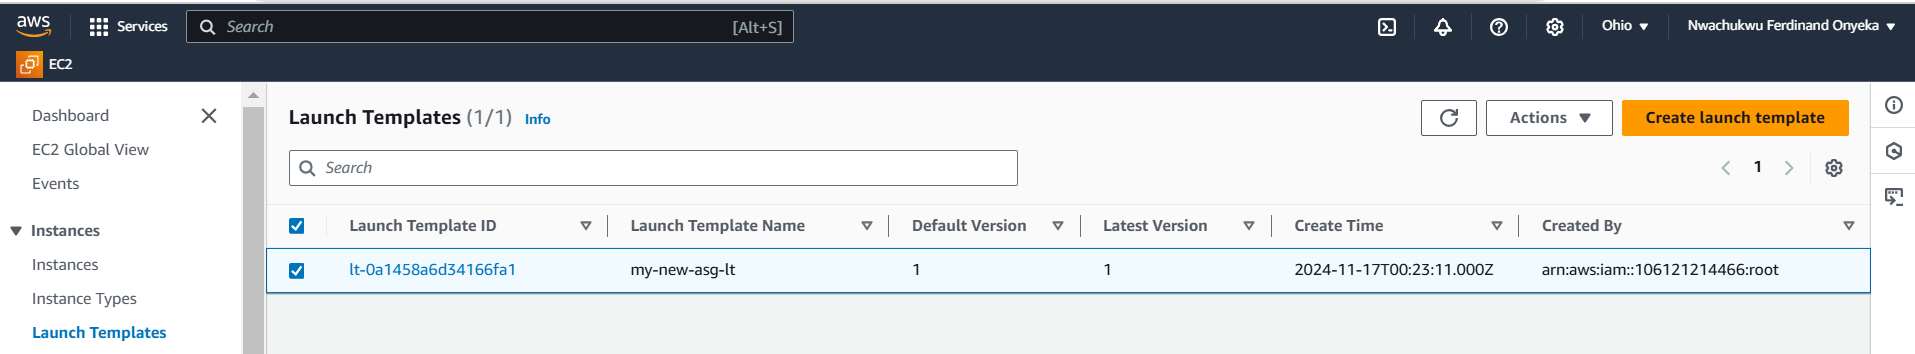 aws
Services
Search
[Alt+S]
Ohio
Nwachukwu Ferdinand Onyeka
EC2
Dashboard
EC2 Global View
Events
Instances
Instances
Instance Types
Launch Templates
Launch Templates (1/1) Info
Actions
Create launch template
Search
1
Launch Template ID Launch Template Name Default Version Latest Version Create Time Created By
lt-0a1458a6d34166fa1 my-new-asg-lt 1 1 2024-11-17T00:23:11.000Z arn:aws:iam::106121214466:root